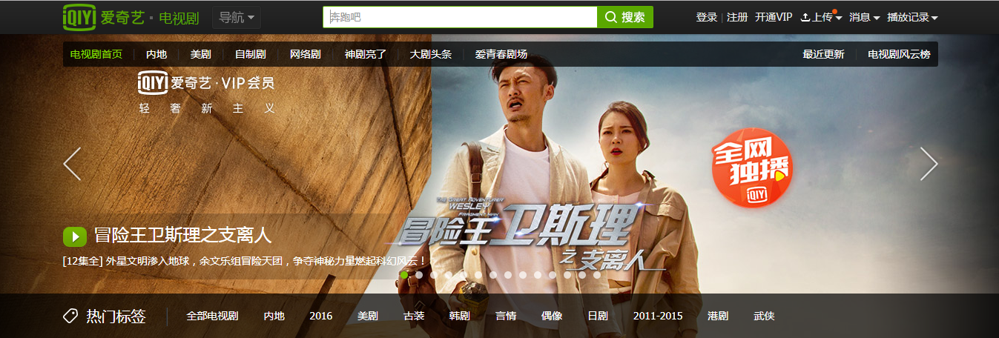 iQIYI 爱奇艺 · 电视剧 导航 奔跑吧 搜索 登录 | 注册 开通VIP 上传 消息 播放记录
电视剧首页 内地 美剧 自制剧 网络剧 神剧亮了 大剧头条 爱青春剧场 最近更新 电视剧风云榜
iQIYI 爱奇艺·VIP会员
轻奢新主义
全网
独播
iQIYI
THE GREAT ADVENTURER
WESLEY
FRAGMENT MAN
冒险王卫斯理
之支离人
冒险王卫斯理之支离人
[12集全] 外星文明渗入地球，余文乐组冒险天团，争夺神秘力量燃起科幻风云！
热门标签 全部电视剧 内地 2016 美剧 古装 韩剧 言情 偶像 日剧 2011-2015 港剧 武侠